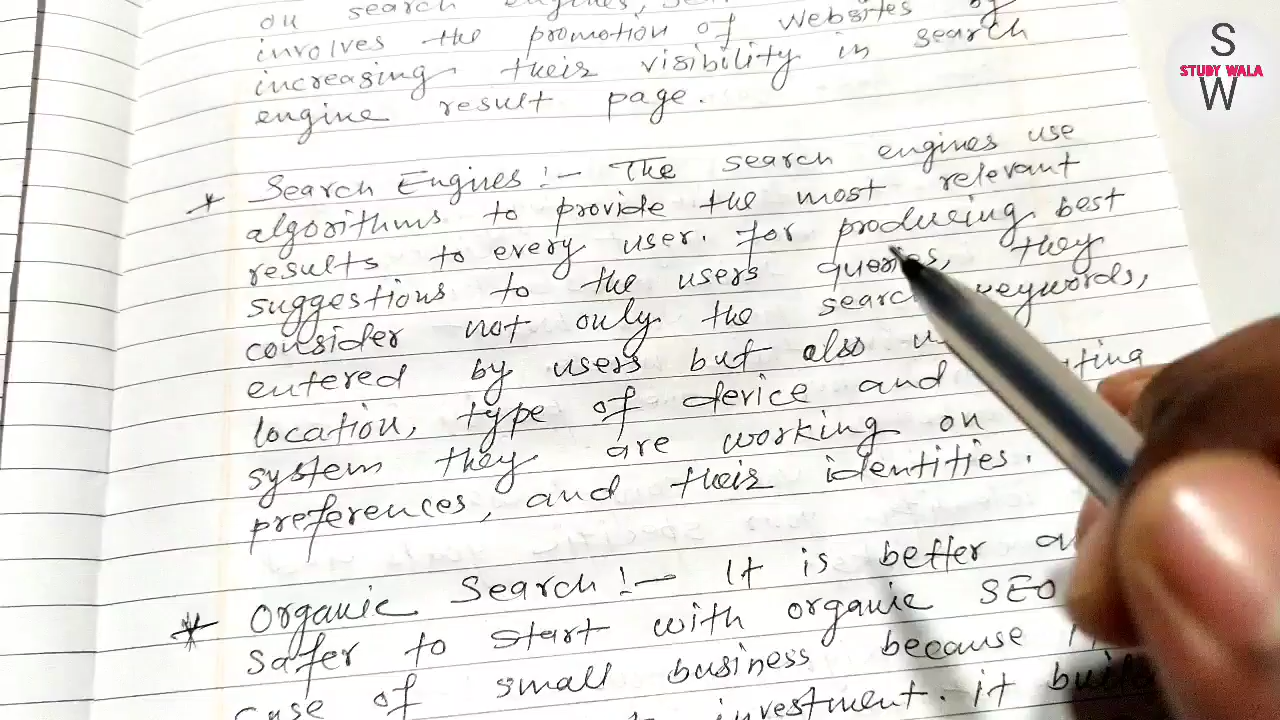 on search engines,
involves the promotion of websites by
increasing their visibility in search
engine result page.
* Search Engines :- The search engines use
algorithms to provide the most relevant
results to every user. for producing best
suggestions to the users queries, they
consider not only the search keywords,
entered by users but also
location, type of device and
system they are working on
preferences, and their identities.
* Organic Search :- It is better
safer to start with organic SEO
case of small business because
investment. it
S
STUDY WALA
W